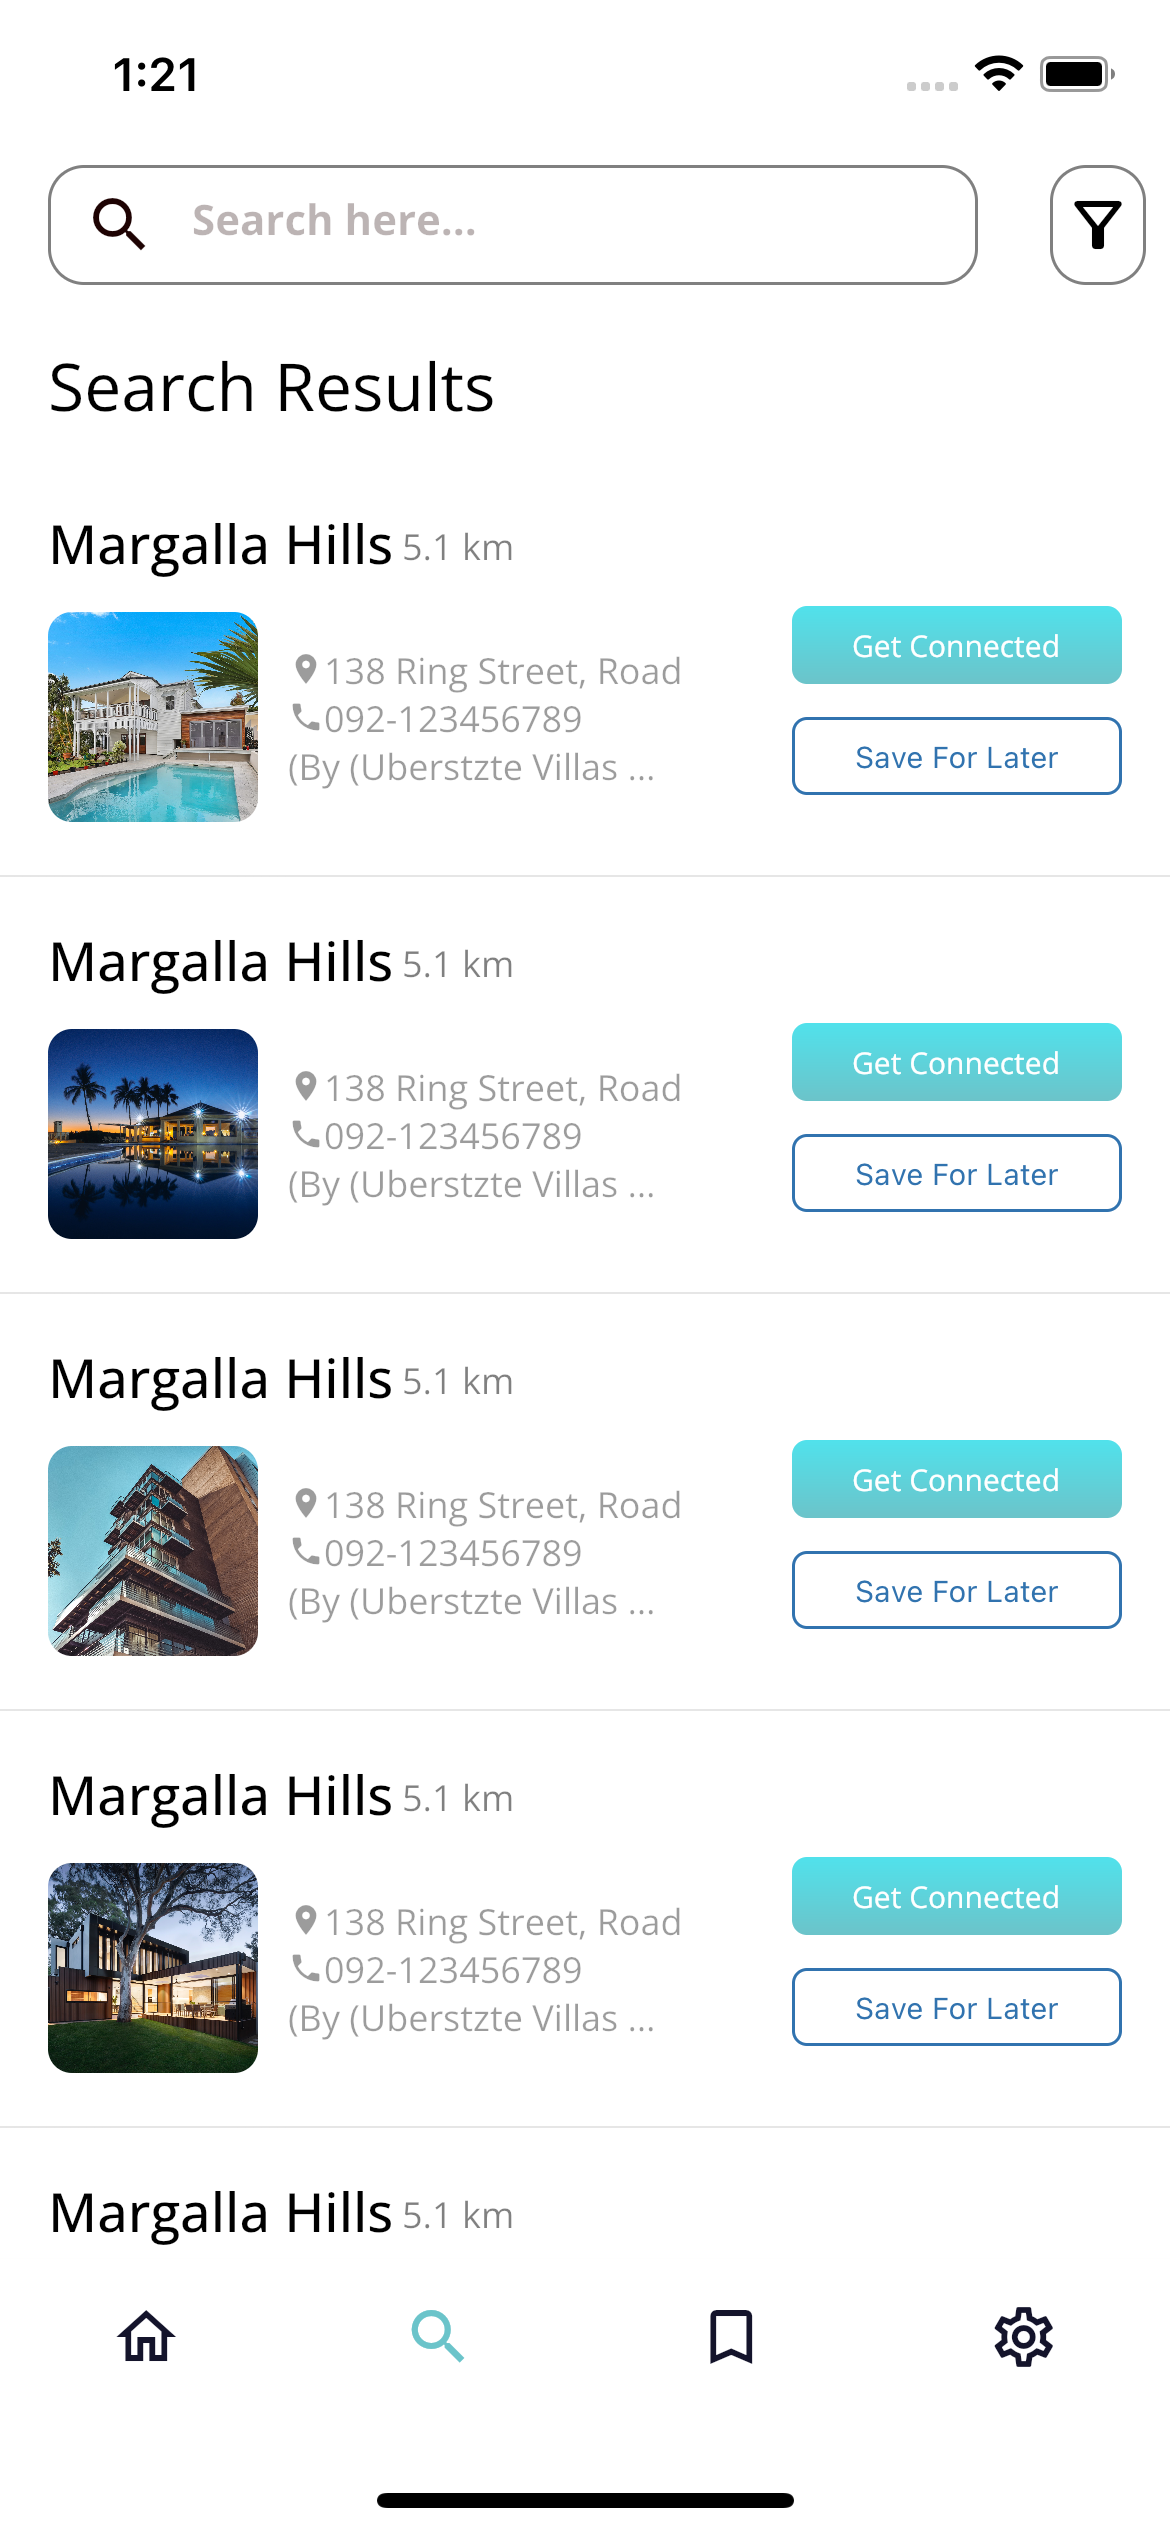 1:21
Search here...
Search Results
Margalla Hills 5.1 km
138 Ring Street, Road
092-123456789
(By (Uberstzte Villas ...
Get Connected
Save For Later
Margalla Hills 5.1 km
138 Ring Street, Road
092-123456789
(By (Uberstzte Villas ...
Get Connected
Save For Later
Margalla Hills 5.1 km
138 Ring Street, Road
092-123456789
(By (Uberstzte Villas ...
Get Connected
Save For Later
Margalla Hills 5.1 km
138 Ring Street, Road
092-123456789
(By (Uberstzte Villas ...
Get Connected
Save For Later
Margalla Hills 5.1 km